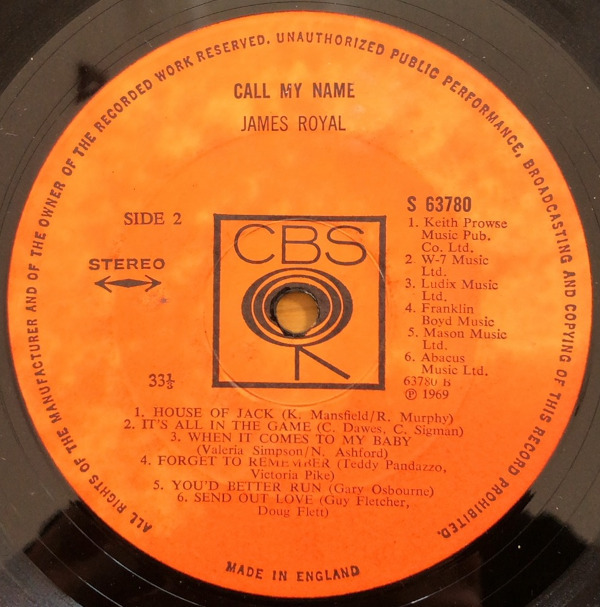 ALL RIGHTS OF THE MANUFACTURER AND OF THE OWNER OF THE RECORDED WORK RESERVED. UNAUTHORIZED PUBLIC PERFORMANCE, BROADCASTING AND COPYING OF THIS RECORD PROHIBITED.
CALL MY NAME
JAMES ROYAL
SIDE 2
STEREO
33⅓
CBS
S 63780
1. Keith Prowse
Music Pub.
Co. Ltd.
2. W-7 Music
Ltd.
3. Ludix Music
Ltd.
4. Franklin
Boyd Music
5. Mason Music
Ltd.
6. Abacus
Music Ltd.
63780 B
℗ 1969
1. HOUSE OF JACK (K. Mansfield/R. Murphy)
2. IT'S ALL IN THE GAME (C. Dawes, C. Sigman)
3. WHEN IT COMES TO MY BABY
(Valeria Simpson/N. Ashford)
4. FORGET TO REMEMBER (Teddy Pandazzo,
Victoria Pike)
5. YOU'D BETTER RUN (Gary Osbourne)
6. SEND OUT LOVE (Guy Fletcher,
Doug Flett)
MADE IN ENGLAND